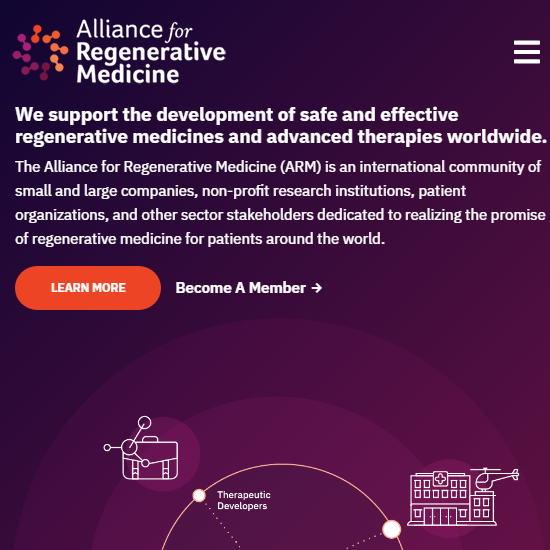 Alliance for
Regenerative
Medicine
We support the development of safe and effective
regenerative medicines and advanced therapies worldwide.
The Alliance for Regenerative Medicine (ARM) is an international community of
small and large companies, non-profit research institutions, patient
organizations, and other sector stakeholders dedicated to realizing the promise
of regenerative medicine for patients around the world.
LEARN MORE
Become A Member →
Therapeutic
Developers